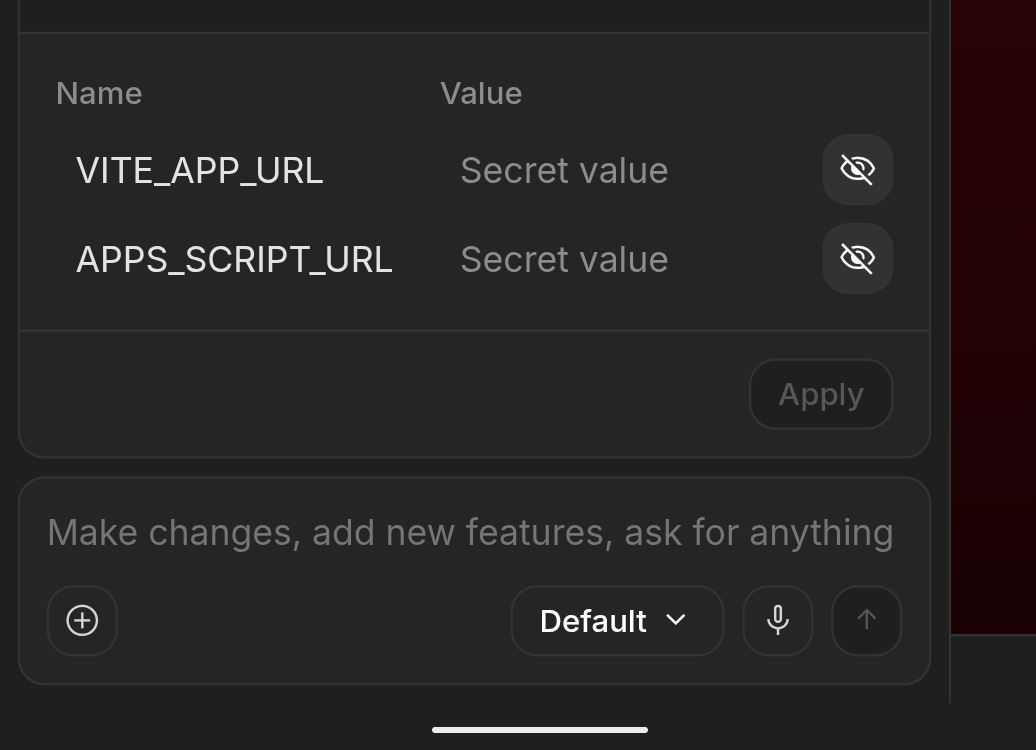 Name Value
VITE_APP_URL Secret value
APPS_SCRIPT_URL Secret value
Apply
Make changes, add new features, ask for anything
Default